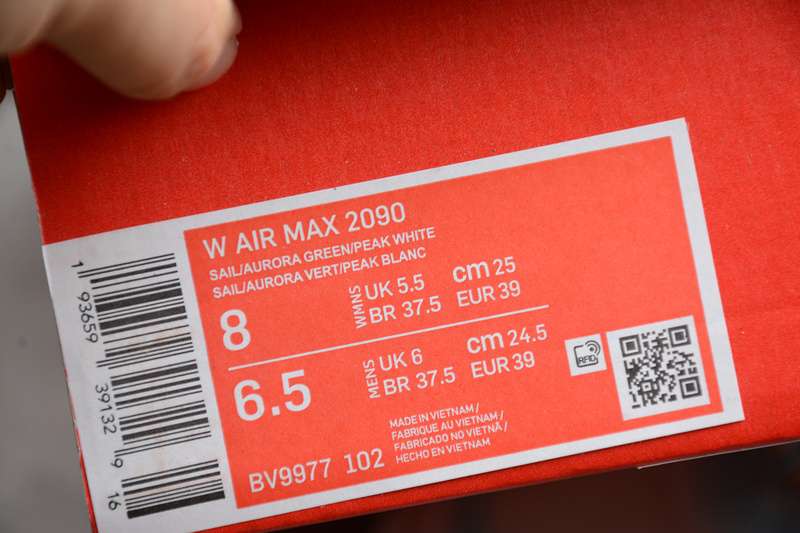 W AIR MAX 2090
SAIL/AURORA GREEN/PEAK WHITE
SAIL/AURORA VERT/PEAK BLANC
8
WMNS
UK 5.5
cm 25
BR 37.5
EUR 39
6.5
MENS
UK 6
cm 24.5
BR 37.5
EUR 39
RFID
MADE IN VIETNAM /
FABRIQUE AU VIETNAM /
FABRICADO NO VIETNÃ /
HECHO EN VIETNAM
BV9977 102
1 93659 39132 9 16